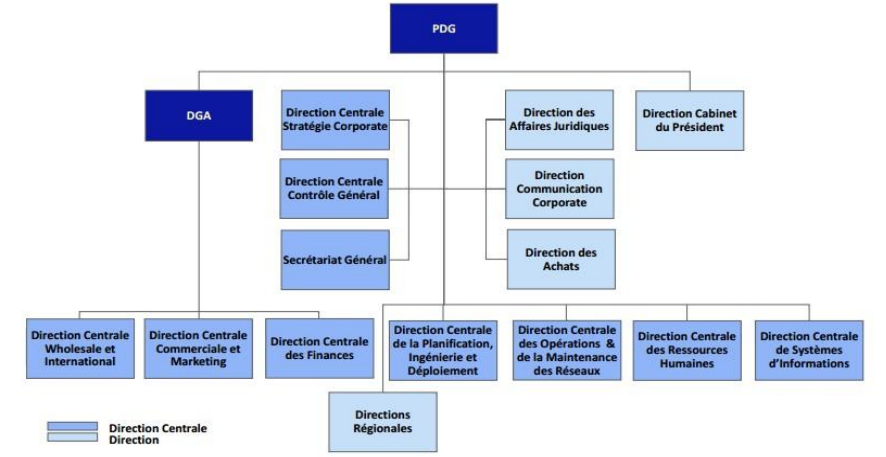 PDG
DGA
Direction Centrale
Stratégie Corporate
Direction des
Affaires Juridiques
Direction Cabinet
du Président
Direction Centrale
Contrôle Général
Direction
Communication
Corporate
Secrétariat Général
Direction des
Achats
Direction Centrale
Wholesale et
International
Direction Centrale
Commerciale et
Marketing
Direction Centrale
des Finances
Direction Centrale
de la Planification,
Ingénierie et
Déploiement
Direction Centrale
des Opérations &
de la Maintenance
des Réseaux
Direction Centrale
des Ressources
Humaines
Direction Centrale
de Systèmes
d'Informations
Directions
Régionales
Direction Centrale
Direction